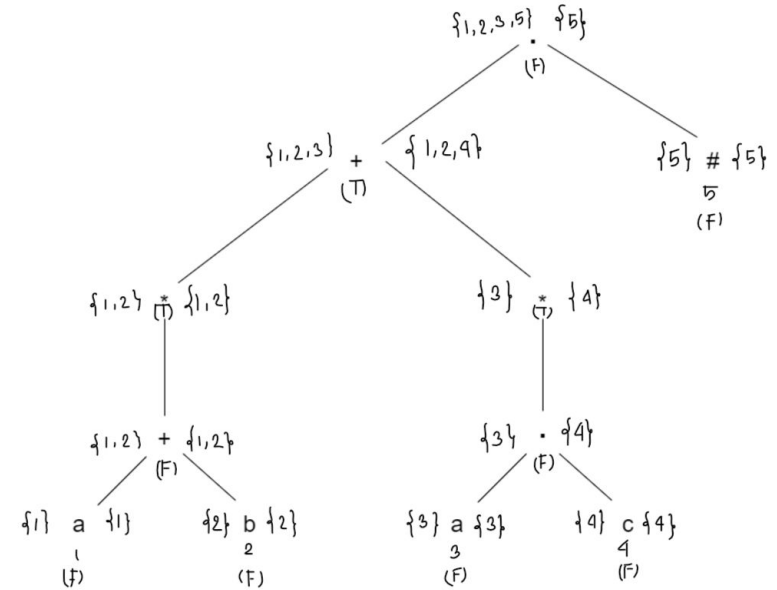 {1,2,3,5} . {5}
(F)
{1,2,3} + {1,2,4}
(T)
{5} # {5}
5
(F)
{1,2} * {1,2}
(T)
{3} * {4}
(T)
{1,2} + {1,2}
(F)
{3} . {4}
(F)
{1} a {1}
1
(F)
{2} b {2}
2
(F)
{3} a {3}
3
(F)
{4} c {4}
4
(F)